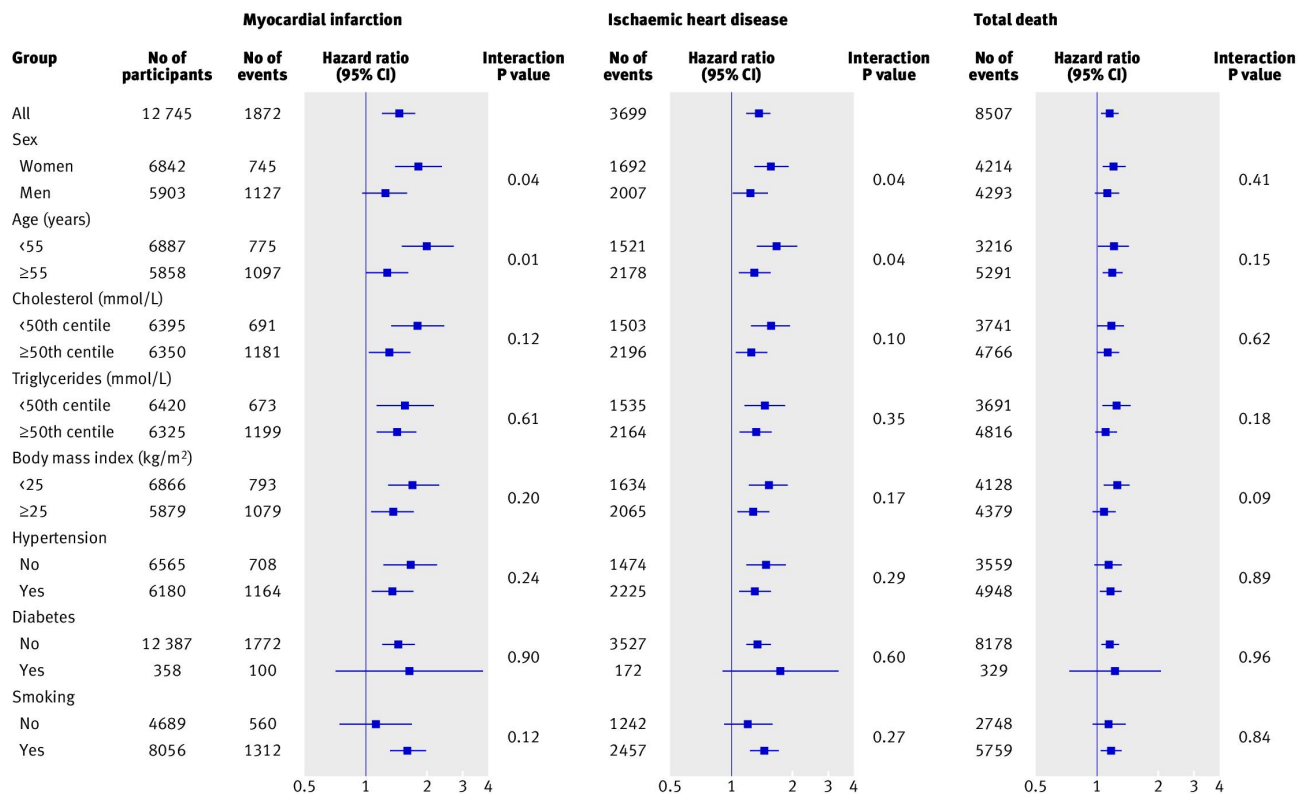 Myocardial infarction Ischaemic heart disease Total death
Group No of participants No of events Hazard ratio (95% CI) Interaction P value No of events Hazard ratio (95% CI) Interaction P value No of events Hazard ratio (95% CI) Interaction P value
All 12 745 1872 3699 8507
Sex
Women 6842 745 1692 4214
0.04 0.04 0.41
Men 5903 1127 2007 4293
Age (years)
<55 6887 775 1521 3216
0.01 0.04 0.15
≥55 5858 1097 2178 5291
Cholesterol (mmol/L)
<50th centile 6395 691 1503 3741
0.12 0.10 0.62
≥50th centile 6350 1181 2196 4766
Triglycerides (mmol/L)
<50th centile 6420 673 1535 3691
0.61 0.35 0.18
≥50th centile 6325 1199 2164 4816
Body mass index (kg/m²)
<25 6866 793 1634 4128
0.20 0.17 0.09
≥25 5879 1079 2065 4379
Hypertension
No 6565 708 1474 3559
0.24 0.29 0.89
Yes 6180 1164 2225 4948
Diabetes
No 12 387 1772 3527 8178
0.90 0.60 0.96
Yes 358 100 172 329
Smoking
No 4689 560 1242 2748
0.12 0.27 0.84
Yes 8056 1312 2457 5759
0.5 1 2 3 4 0.5 1 2 3 4 0.5 1 2 3 4